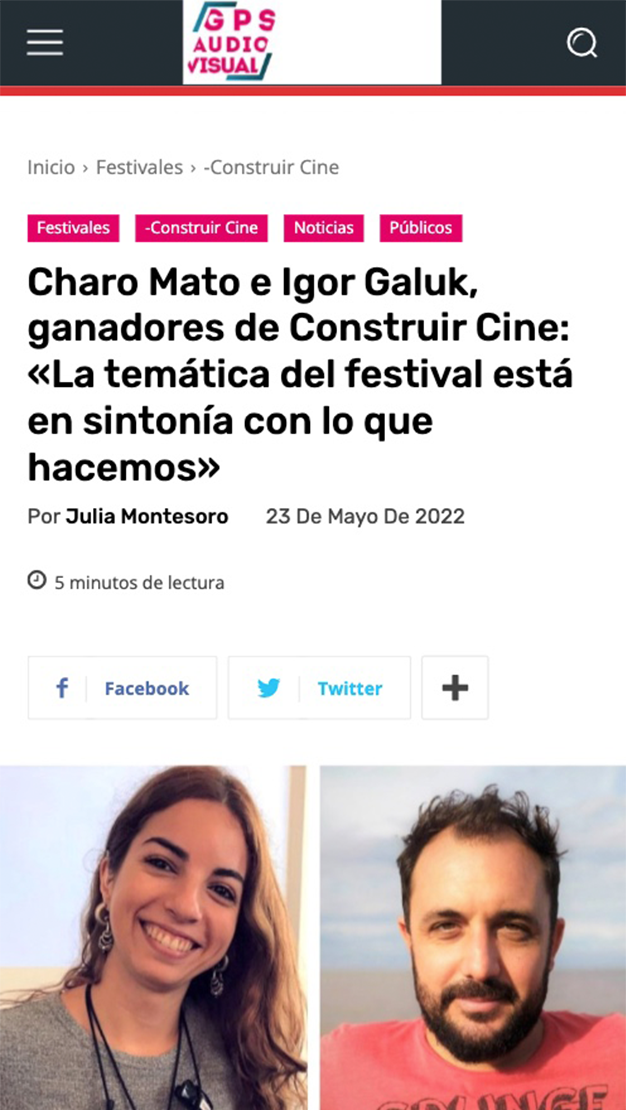 GPS
AUDIO
VISUAL
Inicio › Festivales › -Construir Cine
Festivales -Construir Cine Noticias Públicos
Charo Mato e Igor Galuk,
ganadores de Construir Cine:
«La temática del festival está
en sintonía con lo que
hacemos»
Por Julia Montesoro 23 De Mayo De 2022
5 minutos de lectura
Facebook Twitter